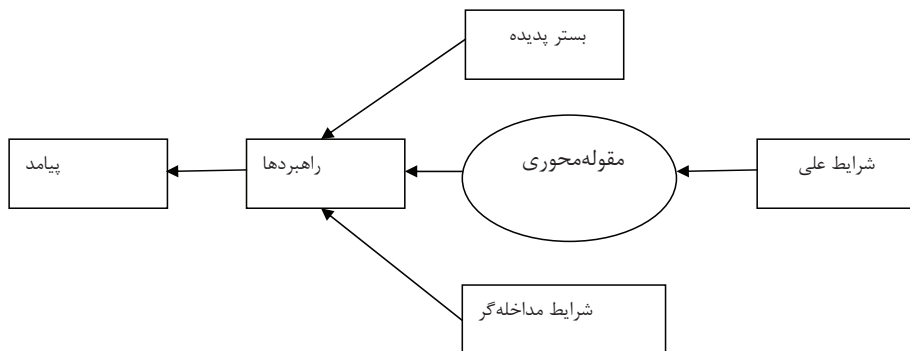 بستر پدیده
شرایط علی
مقوله‌محوری
راهبردها
پیامد
شرایط مداخله‌گر